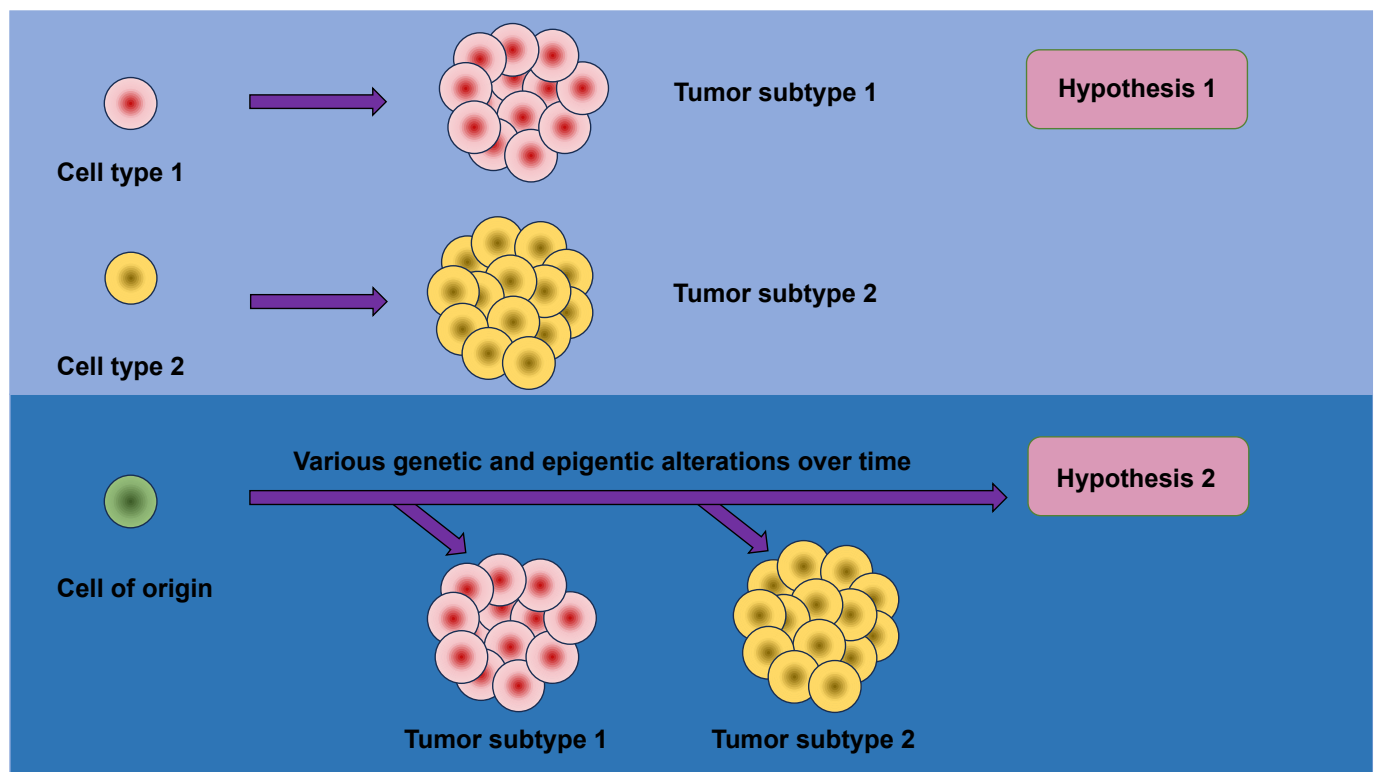 Tumor subtype 1
Hypothesis 1
Cell type 1
Tumor subtype 2
Cell type 2
Various genetic and epigentic alterations over time
Hypothesis 2
Cell of origin
Tumor subtype 1
Tumor subtype 2